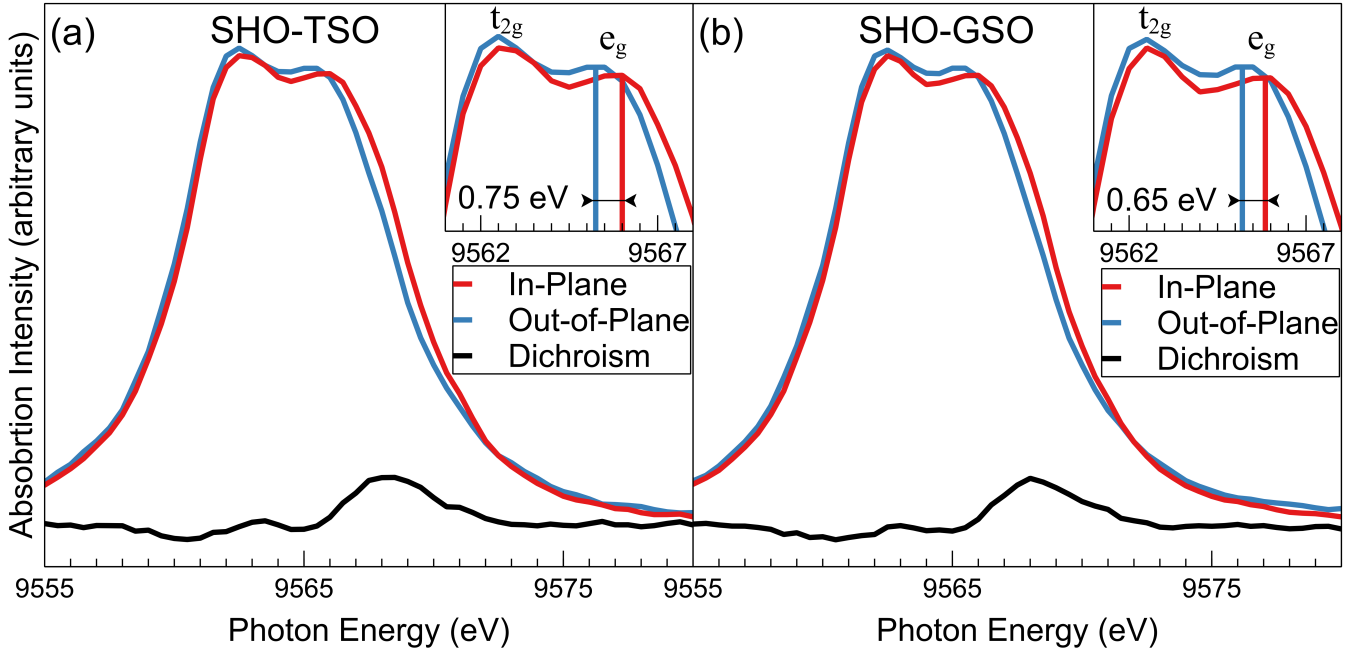 Absobrtion Intensity (arbitrary units)
(a)
SHO-TSO
t2g
eg
0.75 eV
9562
9567
In-Plane
Out-of-Plane
Dichroism
9555
9565
9575
Photon Energy (eV)
(b)
SHO-GSO
t2g
eg
0.65 eV
9562
9567
In-Plane
Out-of-Plane
Dichroism
9565
9575
Photon Energy (eV)